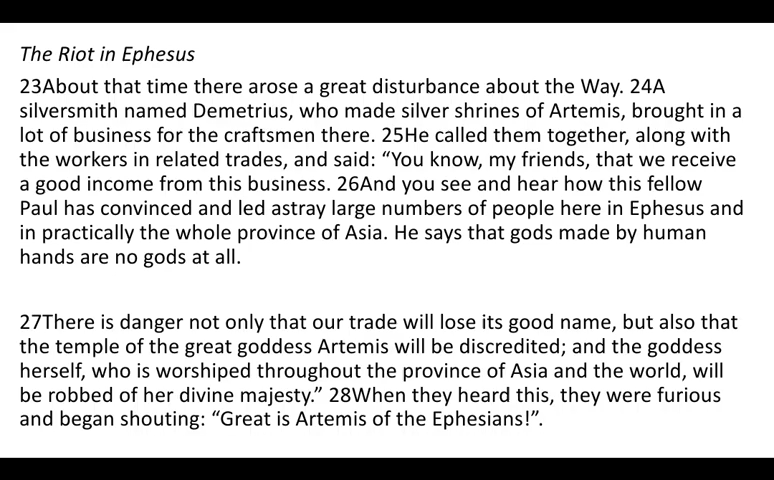 The Riot in Ephesus
23About that time there arose a great disturbance about the Way. 24A
silversmith named Demetrius, who made silver shrines of Artemis, brought in a
lot of business for the craftsmen there. 25He called them together, along with
the workers in related trades, and said: “You know, my friends, that we receive
a good income from this business. 26And you see and hear how this fellow
Paul has convinced and led astray large numbers of people here in Ephesus and
in practically the whole province of Asia. He says that gods made by human
hands are no gods at all.
27There is danger not only that our trade will lose its good name, but also that
the temple of the great goddess Artemis will be discredited; and the goddess
herself, who is worshiped throughout the province of Asia and the world, will
be robbed of her divine majesty.” 28When they heard this, they were furious
and began shouting: “Great is Artemis of the Ephesians!”.